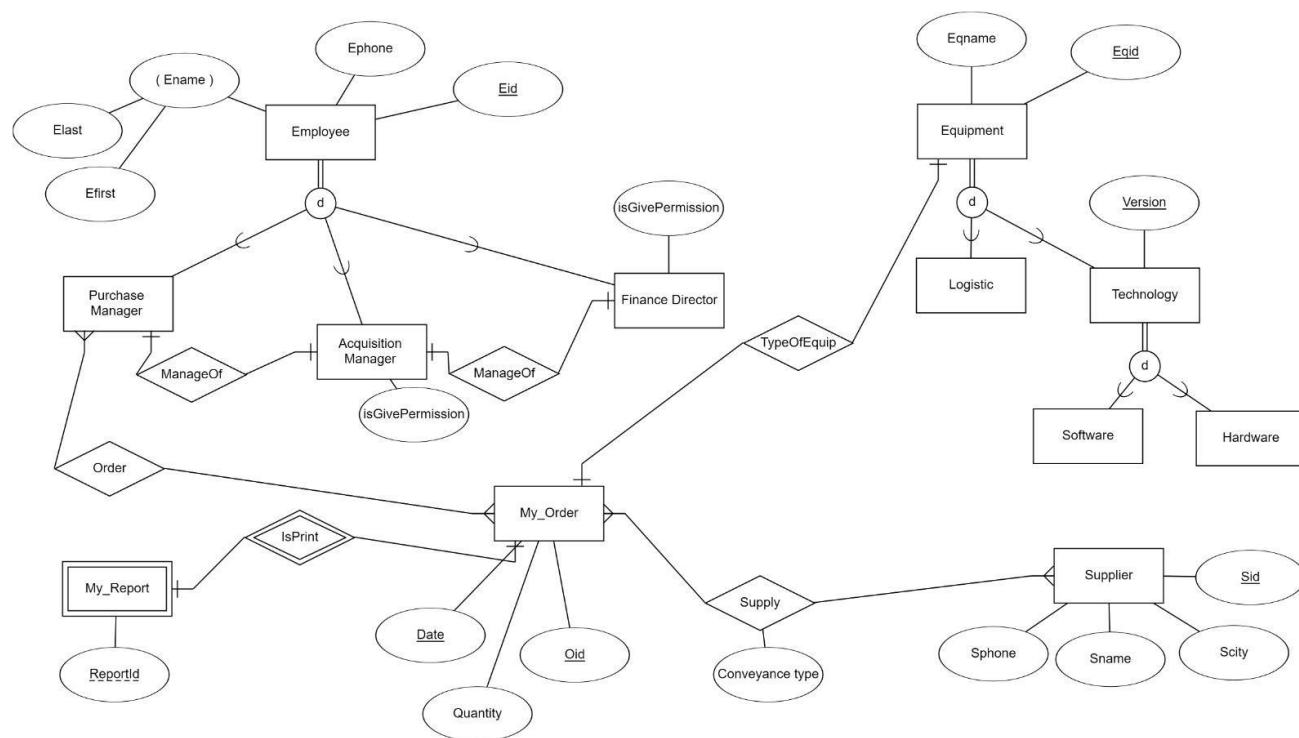 Ephone
( Ename )
Eid
Elast
Employee
Efirst
d
Eqname
Eqid
Equipment
d
isGivePermission
Version
Purchase
Manager
Finance Director
Logistic
Technology
Acquisition
Manager
ManageOf
ManageOf
TypeOfEquip
d
isGivePermission
Software
Hardware
Order
My_Order
IsPrint
My_Report
Supplier
Sid
Supply
Date
Oid
ReportId
Conveyance type
Sphone
Sname
Scity
Quantity